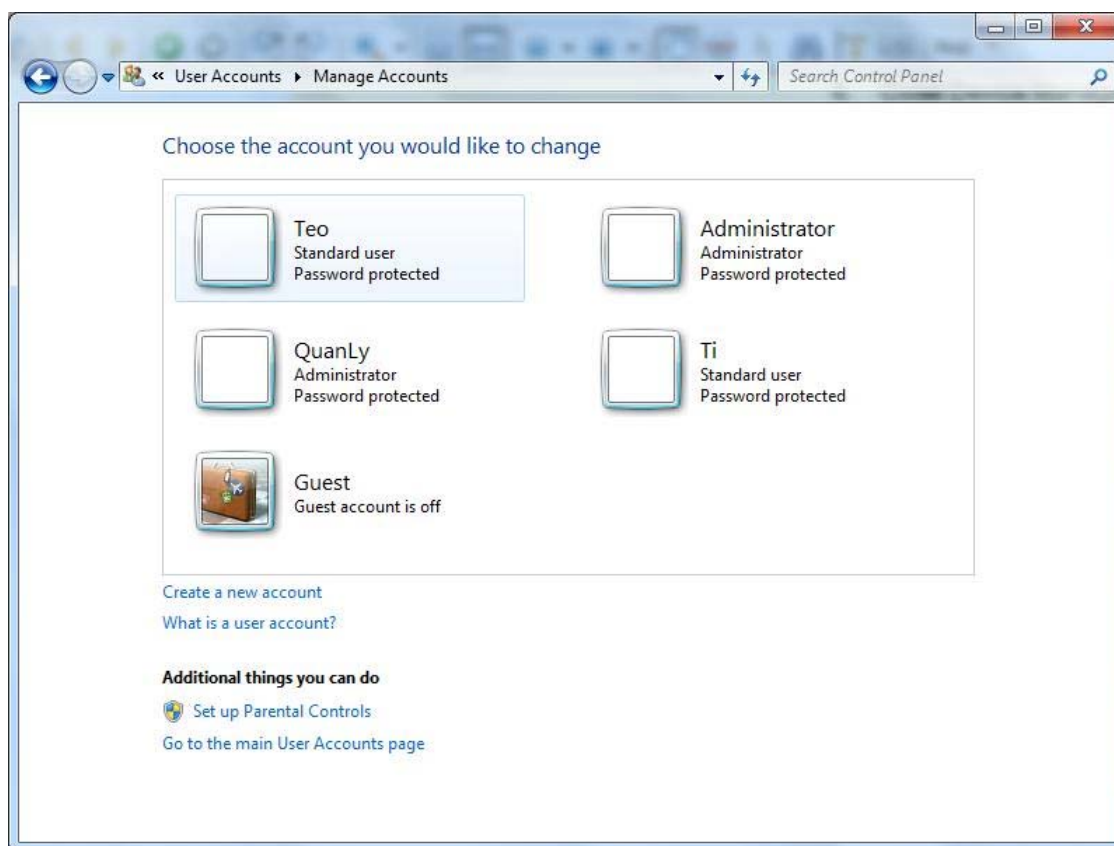 « User Accounts ▸ Manage Accounts
Search Control Panel
Choose the account you would like to change
Teo
Standard user
Password protected
Administrator
Administrator
Password protected
QuanLy
Administrator
Password protected
Ti
Standard user
Password protected
Guest
Guest account is off
Create a new account
What is a user account?
Additional things you can do
Set up Parental Controls
Go to the main User Accounts page